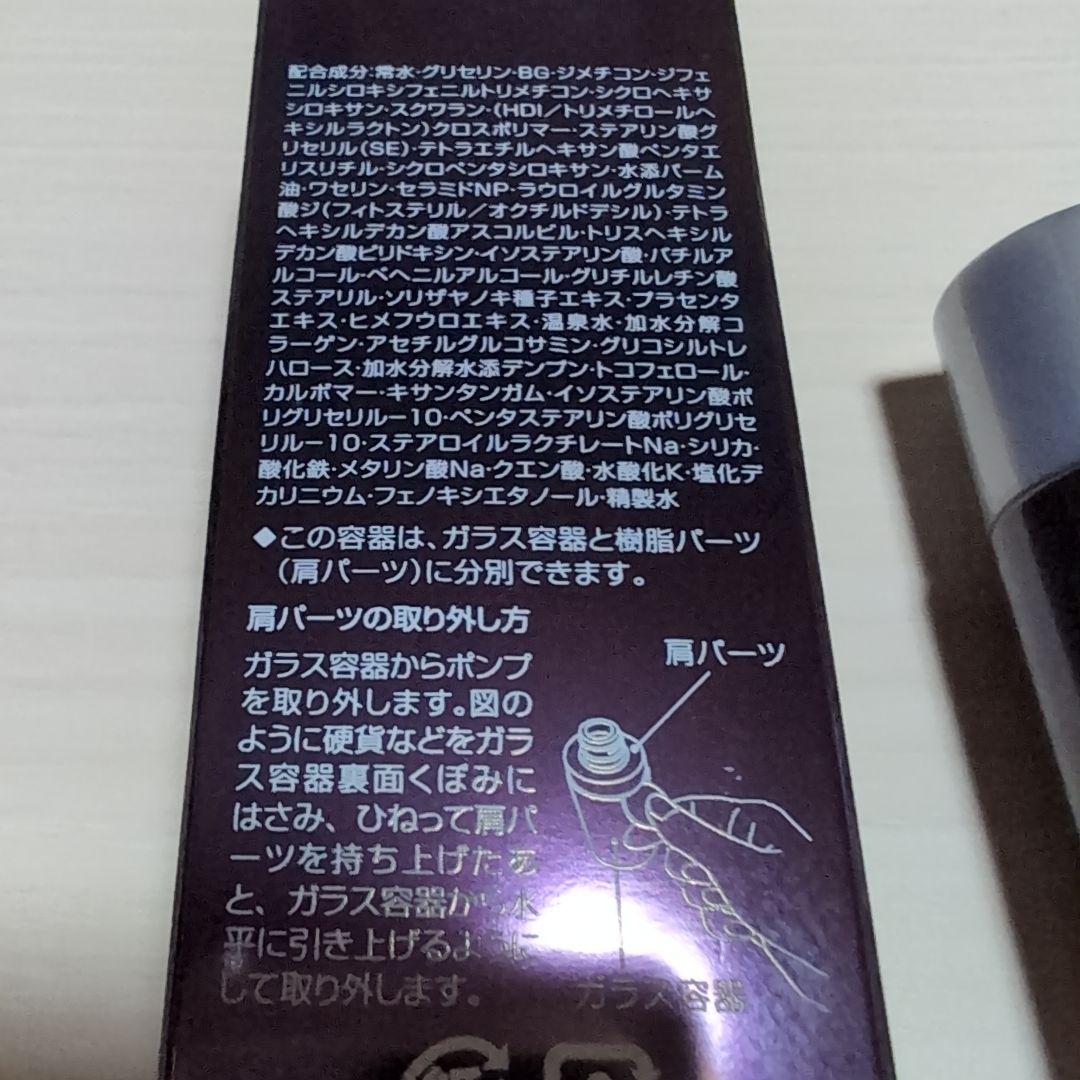 配合成分:常水・グリセリン・BG・ジメチコン・ジフェ
ニルシロキシフェニルトリメチコン・シクロヘキサ
シロキサン・スクワラン・(HDI／トリメチロールヘ
キシルラクトン)クロスポリマー・ステアリン酸グ
リセリル(SE)・テトラエチルヘキサン酸ペンタエ
リスリチル・シクロペンタシロキサン・水添パーム
油・ワセリン・セラミドNP・ラウロイルグルタミン
酸ジ(フィトステリル／オクチルドデシル)・テトラ
ヘキシルデカン酸アスコルビル・トリスヘキシル
デカン酸ピリドキシン・イソステアリン酸・バチルア
ルコール・ベヘニルアルコール・グリチルレチン酸
ステアリル・ソリザヤノキ種子エキス・プラセンタ
エキス・ヒメフウロエキス・温泉水・加水分解コ
ラーゲン・アセチルグルコサミン・グリコシルトレ
ハロース・加水分解水添デンプン・トコフェロール・
カルボマー・キサンタンガム・イソステアリン酸ポ
リグリセリルー10・ペンタステアリン酸ポリグリセ
リルー10・ステアロイルラクチレートNa・シリカ・
酸化鉄・メタリン酸Na・クエン酸・水酸化K・塩化デ
カリニウム・フェノキシエタノール・精製水
◆この容器は、ガラス容器と樹脂パーツ
(肩パーツ)に分別できます。
肩パーツの取り外し方
ガラス容器からポンプ
を取り外します。図の
ように硬貨などをガラ
ス容器裏面くぼみに
はさみ、ひねって肩パ
ーツを持ち上げたあ
と、ガラス容器から水
平に引き上げるように
して取り外します。
肩パーツ
ガラス容器